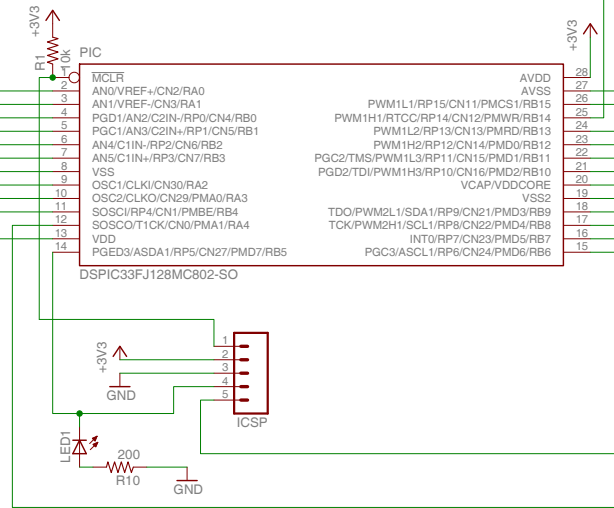 +3V3
R1
10k
+3V3
PIC
1 MCLR AVDD 28
2 AN0/VREF+/CN2/RA0 AVSS 27
3 AN1/VREF-/CN3/RA1 PWM1L1/RP15/CN11/PMCS1/RB15 26
4 PGD1/AN2/C2IN-/RP0/CN4/RB0 PWM1H1/RTCC/RP14/CN12/PMWR/RB14 25
5 PGC1/AN3/C2IN+/RP1/CN5/RB1 PWM1L2/RP13/CN13/PMRD/RB13 24
6 AN4/C1IN-/RP2/CN6/RB2 PWM1H2/RP12/CN14/PMD0/RB12 23
7 AN5/C1IN+/RP3/CN7/RB3 PGC2/TMS/PWM1L3/RP11/CN15/PMD1/RB11 22
8 VSS PGD2/TDI/PWM1H3/RP10/CN16/PMD2/RB10 21
9 OSC1/CLKI/CN30/RA2 VCAP/VDDCORE 20
10 OSC2/CLKO/CN29/PMA0/RA3 VSS2 19
11 SOSCI/RP4/CN1/PMBE/RB4 TDO/PWM2L1/SDA1/RP9/CN21/PMD3/RB9 18
12 SOSCO/T1CK/CN0/PMA1/RA4 TCK/PWM2H1/SCL1/RP8/CN22/PMD4/RB8 17
13 VDD INT0/RP7/CN23/PMD5/RB7 16
14 PGED3/ASDA1/RP5/CN27/PMD7/RB5 PGC3/ASCL1/RP6/CN24/PMD6/RB6 15
DSPIC33FJ128MC802-SO
+3V3
GND
1
2
3
4
5
ICSP
LED1
200
R10
GND